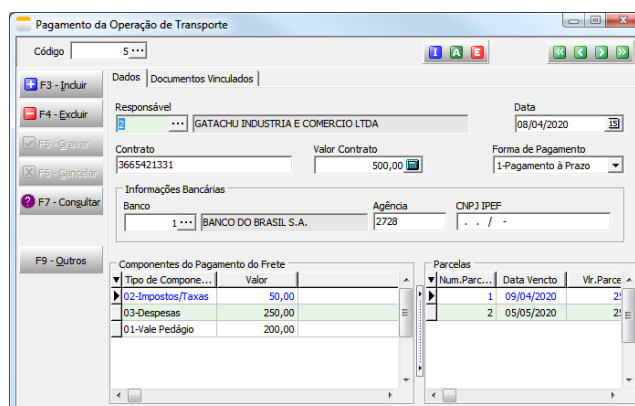 Pagamento da Operação de Transporte
Código 5 ... I A E
F3 - Incluir
F4 - Excluir
F5 - Gravar
F6 - Cancelar
F7 - Consultar
F9 - Outros
Dados Documentos Vinculados
Responsável Data
2 ... GATACHU INDUSTRIA E COMERCIO LTDA 08/04/2020 15
Contrato Valor Contrato Forma de Pagamento
3665421331 500,00 1-Pagamento à Prazo
Informações Bancárias
Banco Agência CNPJ IPEF
1 ... BANCO DO BRASIL S.A. 2728 . . / -
Componentes do Pagamento do Frete Parcelas
Tipo de Compone... Valor Num.Parc... Data Vencto Vlr.Parce
02-Impostos/Taxas 50,00 1 09/04/2020
03-Despesas 250,00 2 05/05/2020
01-Vale Pedágio 200,00